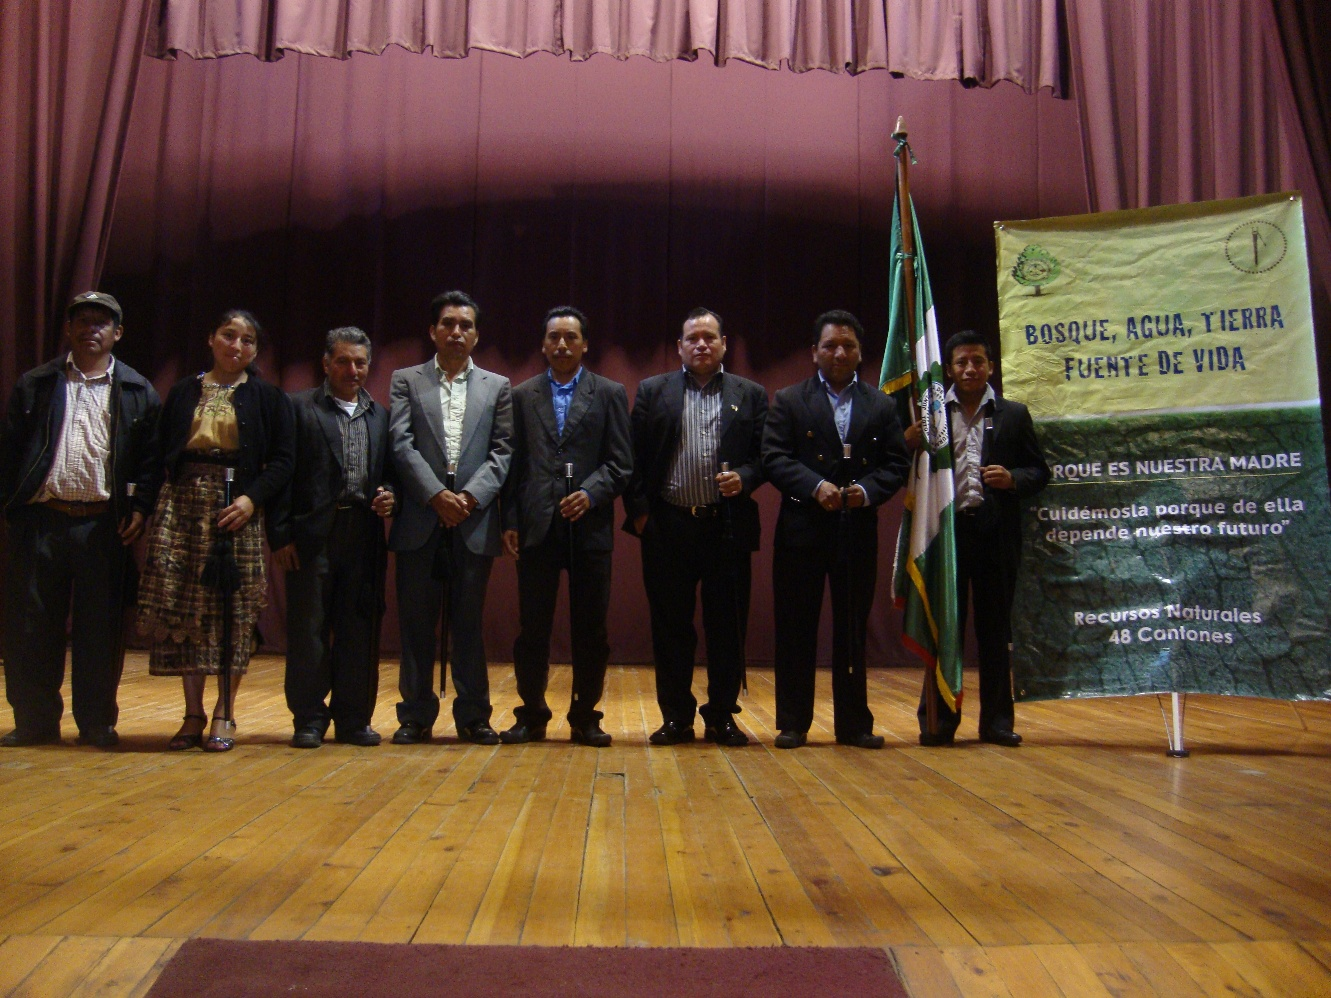 BOSQUE, AGUA, TIERRA
FUENTE DE VIDA
RQUE ES NUESTRA MADRE
"Cuidémosla porque de ella
depende nuestro futuro"
Recursos Naturales
48 Cantones